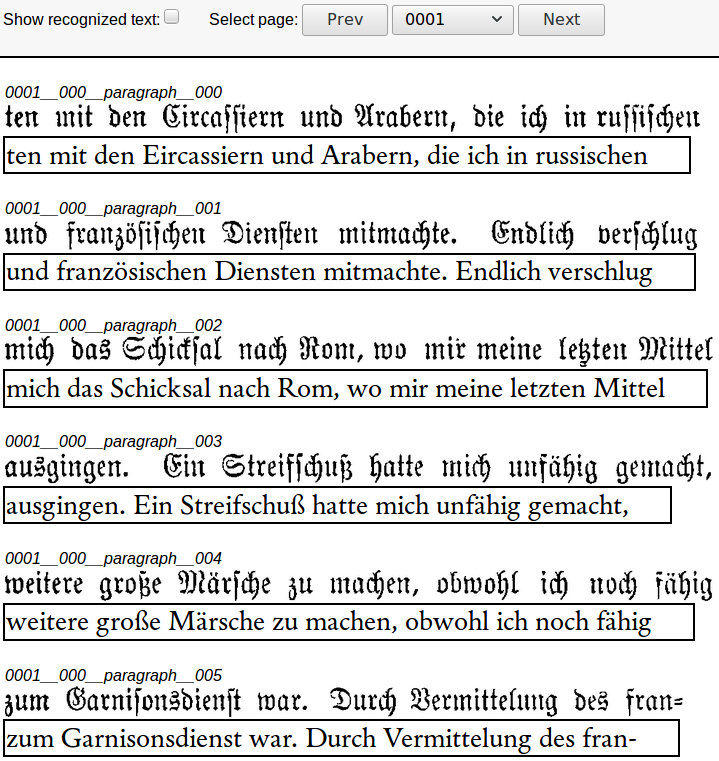 Show recognized text: Select page: Prev 0001 Next
0001__000__paragraph__000
ten mit den Circaſſiern und Arabern, die ich in ruſſiſchen
ten mit den Eircassiern und Arabern, die ich in russischen
0001__000__paragraph__001
und franzöſiſchen Dienſten mitmachte. Endlich verſchlug
und französischen Diensten mitmachte. Endlich verschlug
0001__000__paragraph__002
mich das Schickſal nach Rom, wo mir meine letzten Mittel
mich das Schicksal nach Rom, wo mir meine letzten Mittel
0001__000__paragraph__003
ausgingen. Ein Streifſchuß hatte mich unfähig gemacht,
ausgingen. Ein Streifschuß hatte mich unfähig gemacht,
0001__000__paragraph__004
weitere große Märſche zu machen, obwohl ich noch fähig
weitere große Märsche zu machen, obwohl ich noch fähig
0001__000__paragraph__005
zum Garniſonsdienſt war. Durch Vermittelung des fran⸗
zum Garnisonsdienst war. Durch Vermittelung des fran-